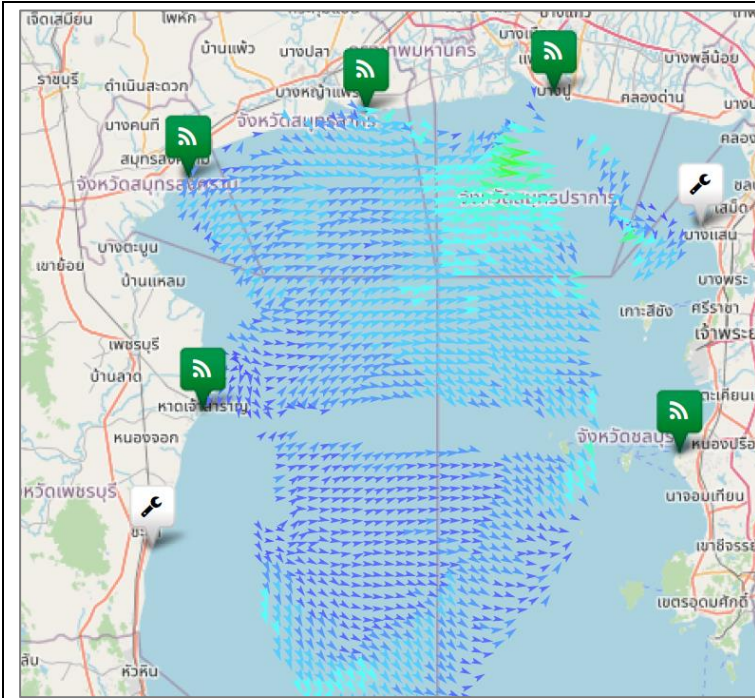 เจ็ดเสมียน
ไผ่ทัก
บ้านแพ้ว
บางปลา
กรุงเทพมหานคร
ราชบุรี
ดำเนินสะดวก
บางหญ้าแพรก
บางปู
บางพลีน้อย
คลองด่าน
จังหวัดสมุทรสาคร
บางคนที
สมุทรสงคราม
จังหวัดสมุทรสงคราม
จังหวัดสมุทรปราการ
เสม็ด
บางแสน
บางตะบูน
เขาย้อย
บ้านแหลม
บางพระ
เกาะสีชัง
ศรีราชา
เจ้าพระย
เพชรบุรี
บ้านลาด
หาดเจ้าสำราญ
ตะเคียนเ
หนองจอก
จังหวัดชลบุรี
หนองปรือ
หวัดเพชรบุรี
นาจอมเทียน
เขาชีจรรย
เขตรอุดมศักดิ์
หัวหิน